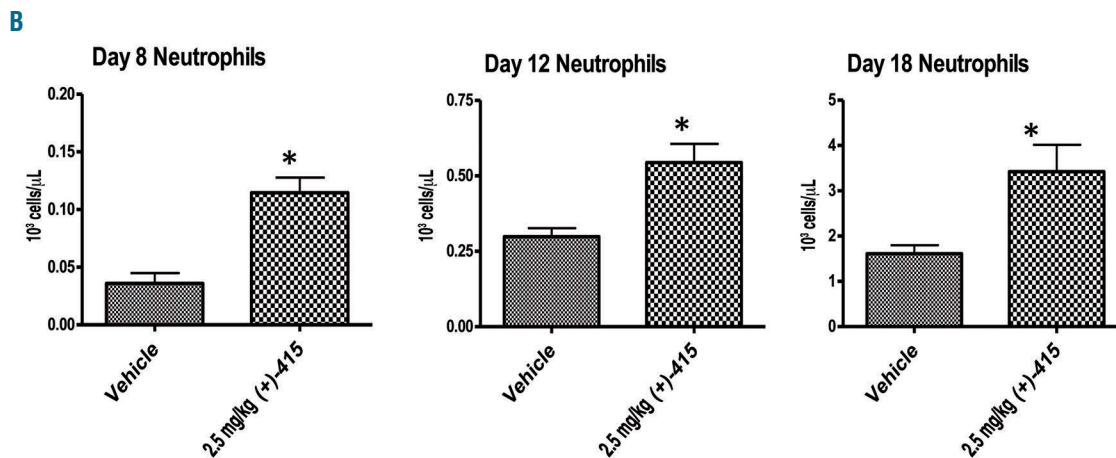 B
Day 8 Neutrophils
10³ cells/μL
0.20
0.15
0.10
0.05
0.00
*
Vehicle
2.5 mg/kg (+)-415
Day 12 Neutrophils
10³ cells/μL
0.75
0.50
0.25
0.00
*
Vehicle
2.5 mg/kg (+)-415
Day 18 Neutrophils
10³ cells/μL
5
4
3
2
1
0
*
Vehicle
2.5 mg/kg (+)-415